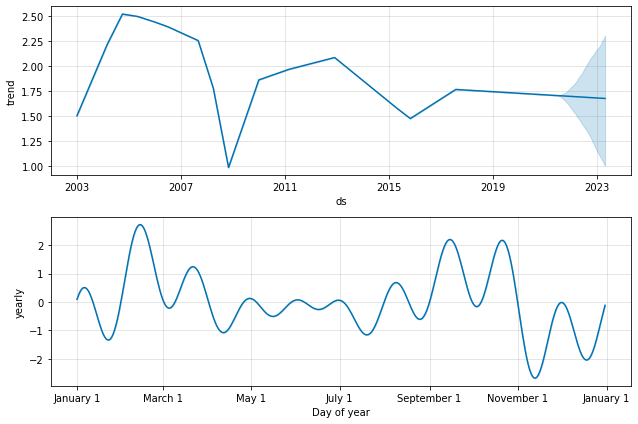 2.50
2.25
2.00
1.75
1.50
1.25
1.00
trend
2003 2007 2011 2015 2019 2023
ds
2
1
0
−1
−2
yearly
January 1 March 1 May 1 July 1 September 1 November 1 January 1
Day of year